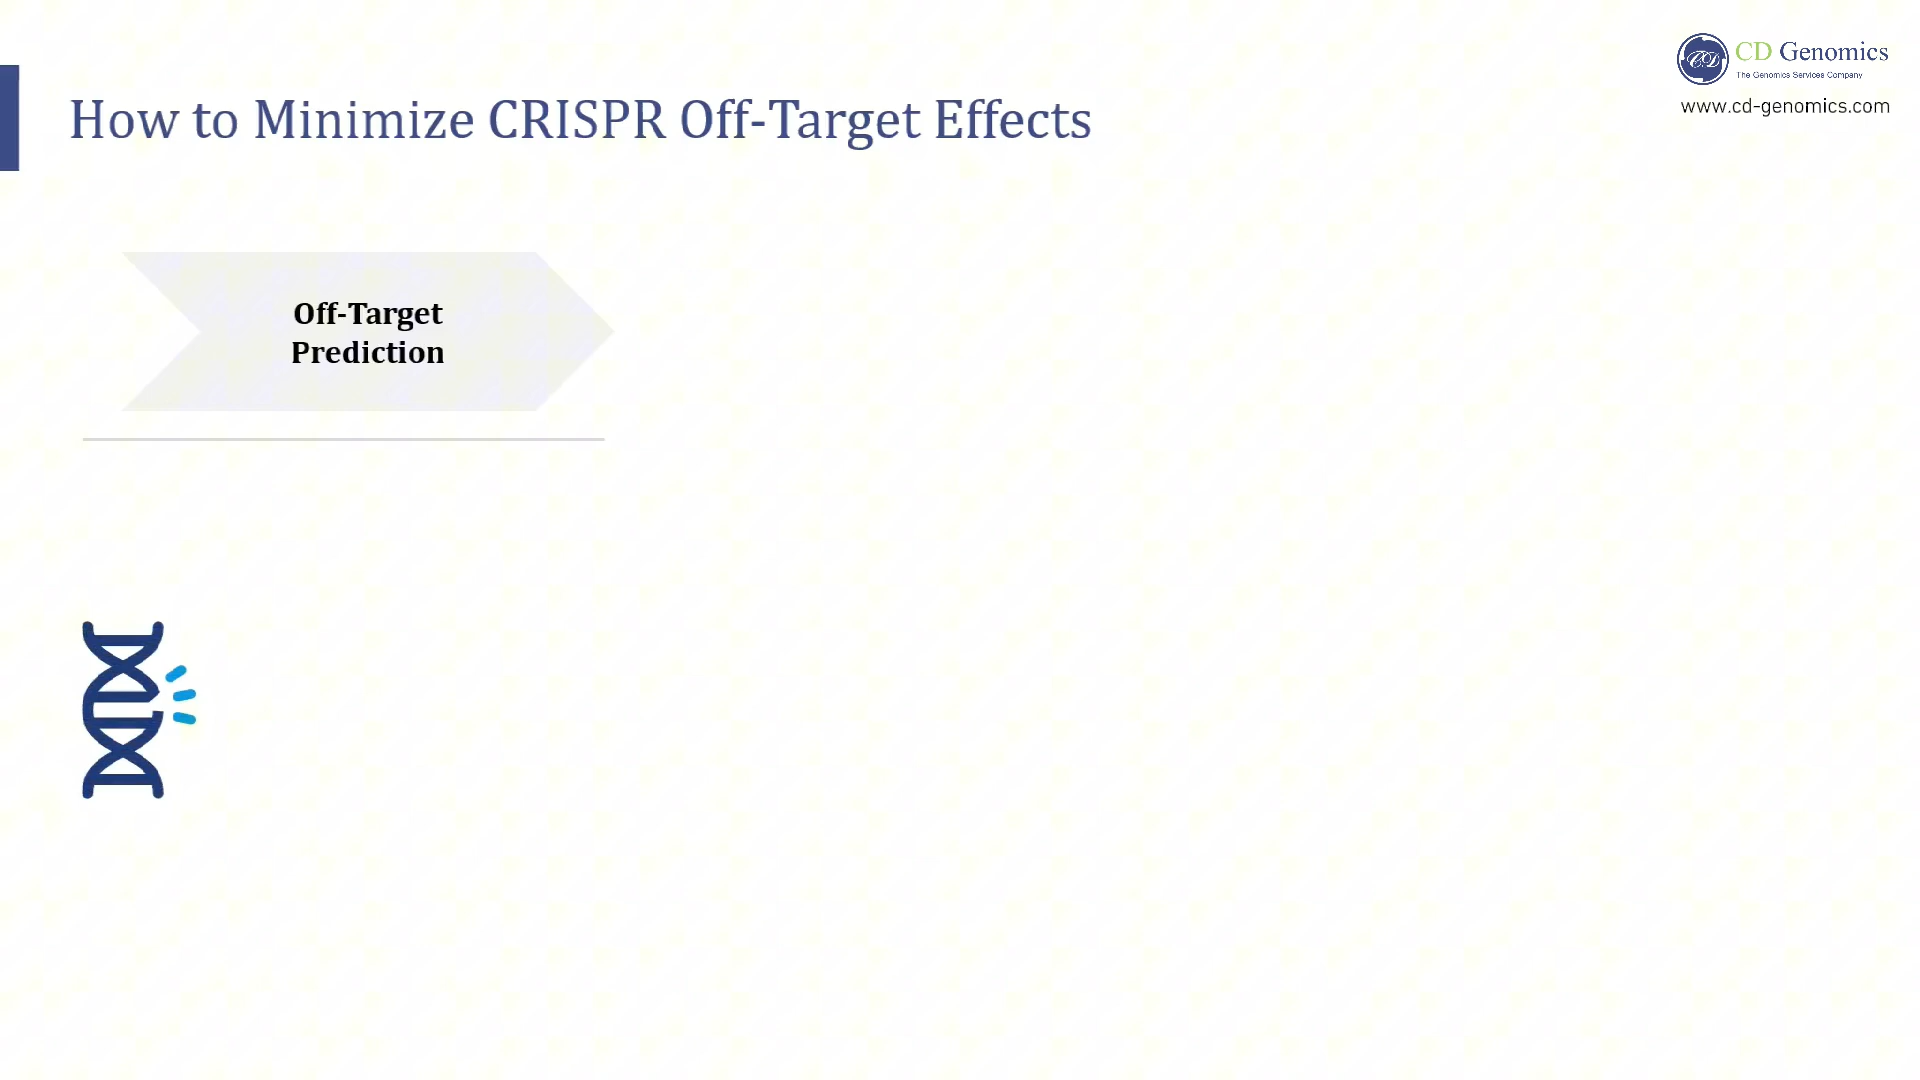 CD Genomics
The Genomics Services Company
www.cd-genomics.com
How to Minimize CRISPR Off-Target Effects
Off-Target
Prediction